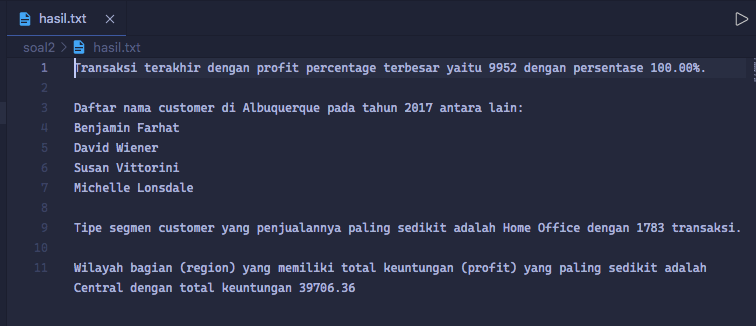 hasil.txt
soal2 > hasil.txt
1 Transaksi terakhir dengan profit percentage terbesar yaitu 9952 dengan persentase 100.00%.
2
3 Daftar nama customer di Albuquerque pada tahun 2017 antara lain:
4 Benjamin Farhat
5 David Wiener
6 Susan Vittorini
7 Michelle Lonsdale
8
9 Tipe segmen customer yang penjualannya paling sedikit adalah Home Office dengan 1783 transaksi.
10
11 Wilayah bagian (region) yang memiliki total keuntungan (profit) yang paling sedikit adalah
Central dengan total keuntungan 39706.36